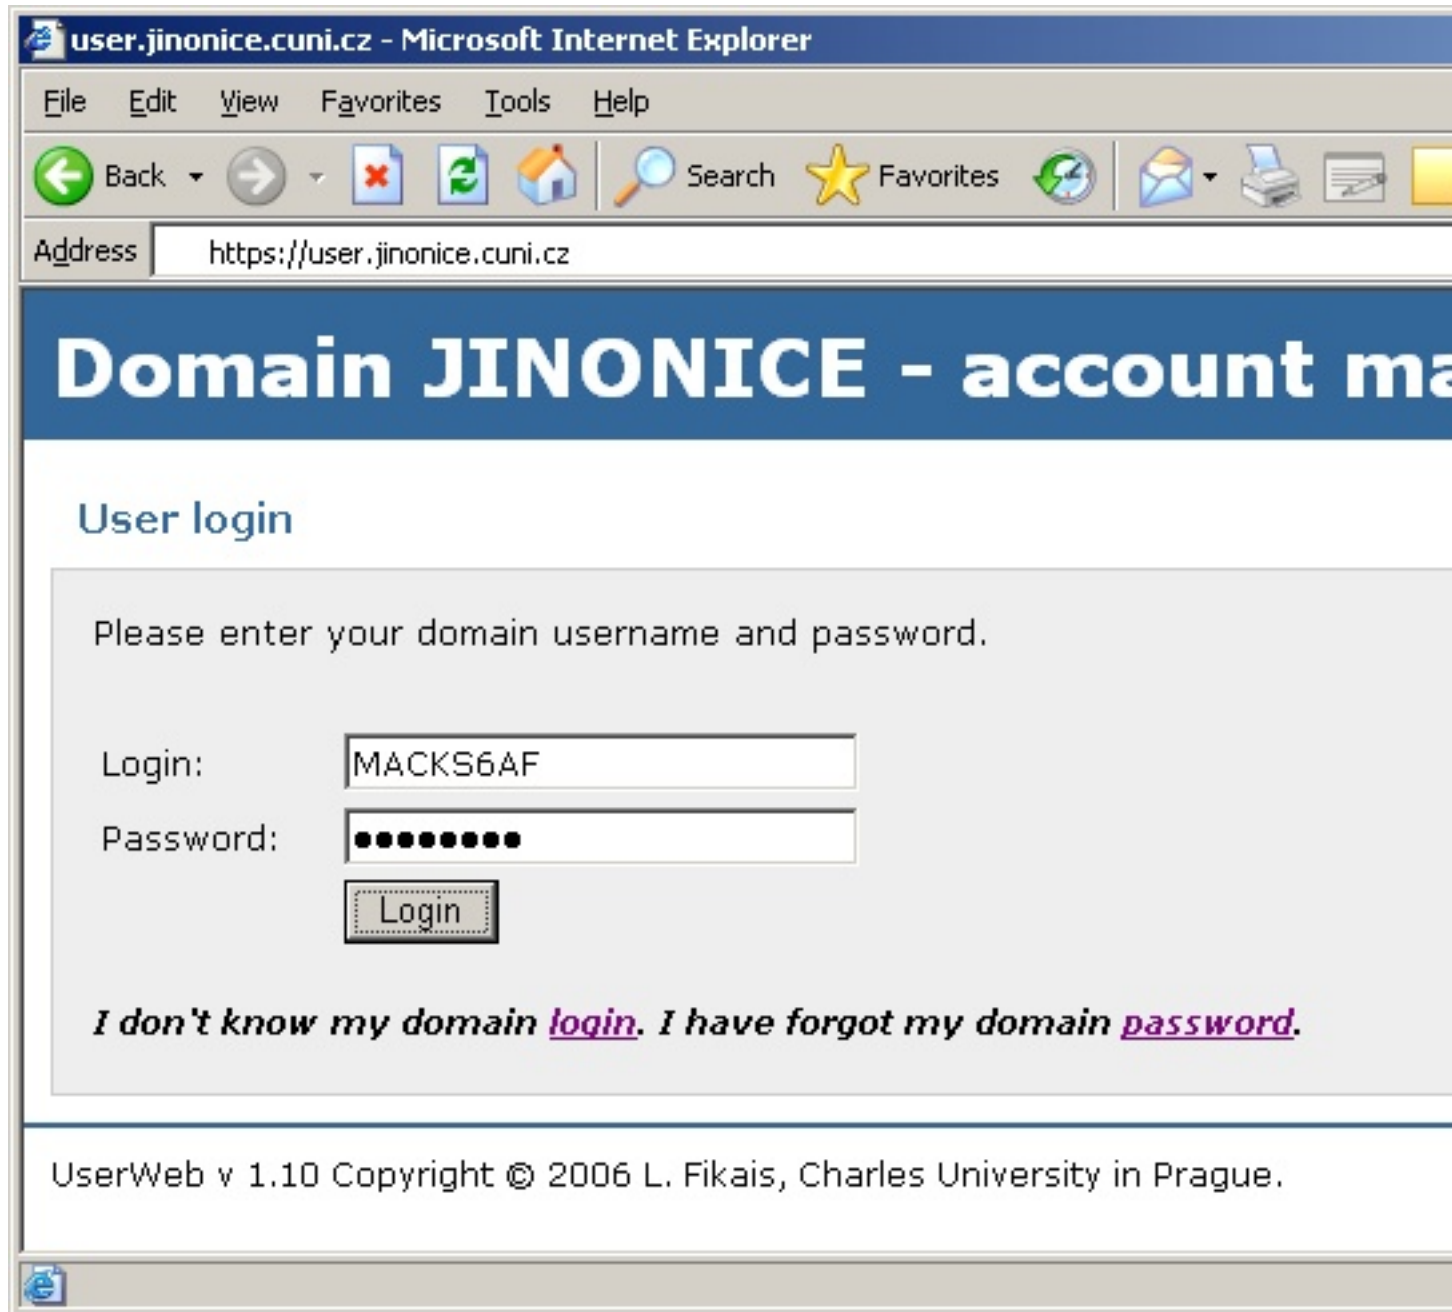 user.jinonice.cuni.cz - Microsoft Internet Explorer
File Edit View Favorites Tools Help
Back Search Favorites
Address https://user.jinonice.cuni.cz
Domain JINONICE - account ma
User login
Please enter your domain username and password.
Login: MACKS6AF
Password: ●●●●●●●●
Login
I don't know my domain login. I have forgot my domain password.
UserWeb v 1.10 Copyright © 2006 L. Fikais, Charles University in Prague.